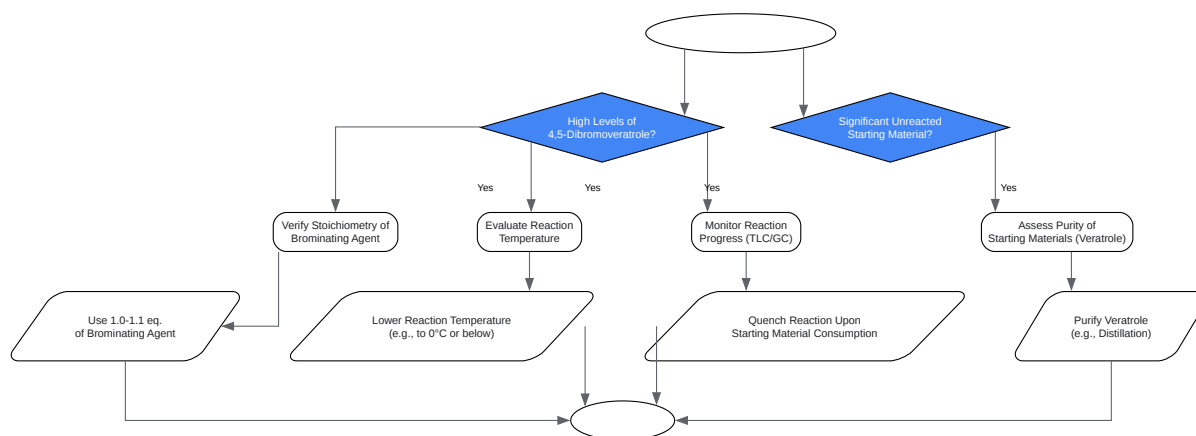 High Levels of
4,5-Dibromoveratrole?
Significant Unreacted
Starting Material?
Yes
Yes
Yes
Yes
Verify Stoichiometry of
Brominating Agent
Evaluate Reaction
Temperature
Monitor Reaction
Progress (TLC/GC)
Assess Purity of
Starting Materials (Veratrole)
Use 1.0-1.1 eq.
of Brominating Agent
Lower Reaction Temperature
(e.g., to 0°C or below)
Quench Reaction Upon
Starting Material Consumption
Purify Veratrole
(e.g., Distillation)